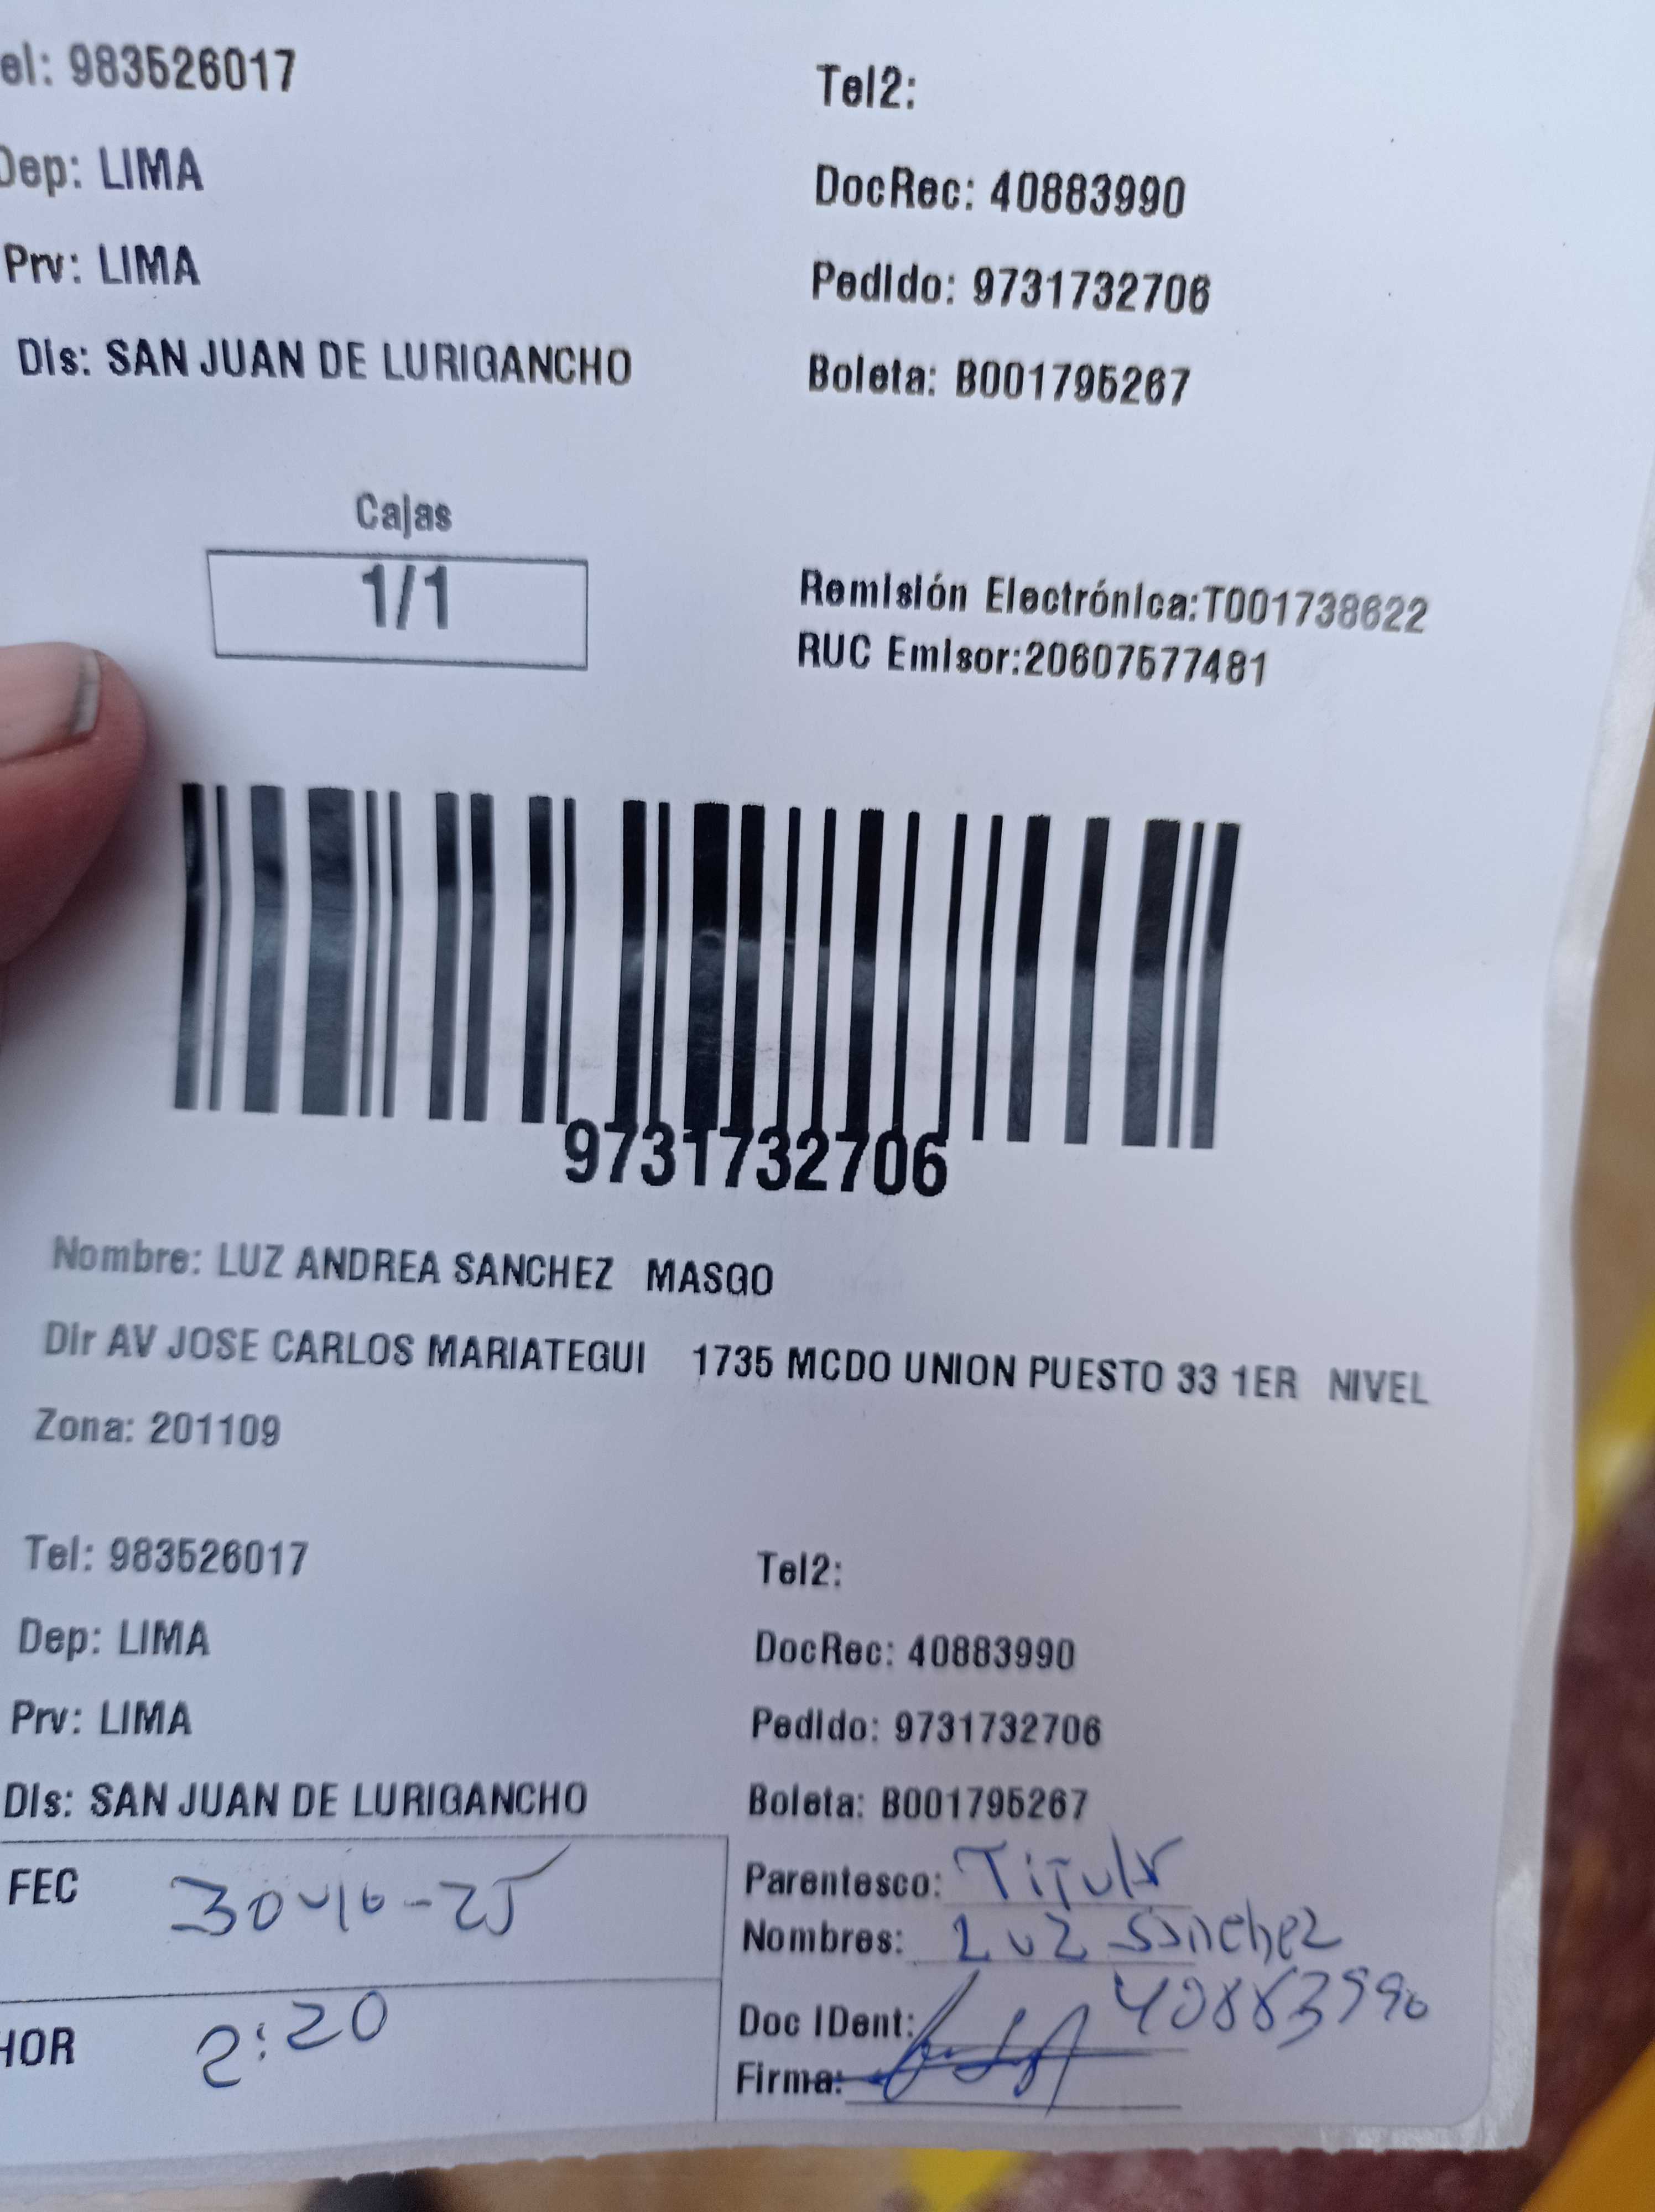 el: 983526017
Tel2:
Dep: LIMA
DocRec: 40883990
Prv: LIMA
Pedido: 9731732706
Dis: SAN JUAN DE LURIGANCHO
Boleta: B001795267
Cajas
1/1
Remisión Electrónica:T001738622
RUC Emisor:20607577481
9731732706
Nombre: LUZ ANDREA SANCHEZ MASGO
Dir AV JOSE CARLOS MARIATEGUI 1735 MCDO UNION PUESTO 33 1ER NIVEL
Zona: 201109
Tel: 983526017
Tel2:
Dep: LIMA
DocRec: 40883990
Prv: LIMA
Pedido: 9731732706
Dis: SAN JUAN DE LURIGANCHO
Boleta: B001795267
FEC 30-10-25
Parentesco: Titular
Nombres: Luz Sanchez
HOR 2:20
Doc IDent: 40883990
Firma: